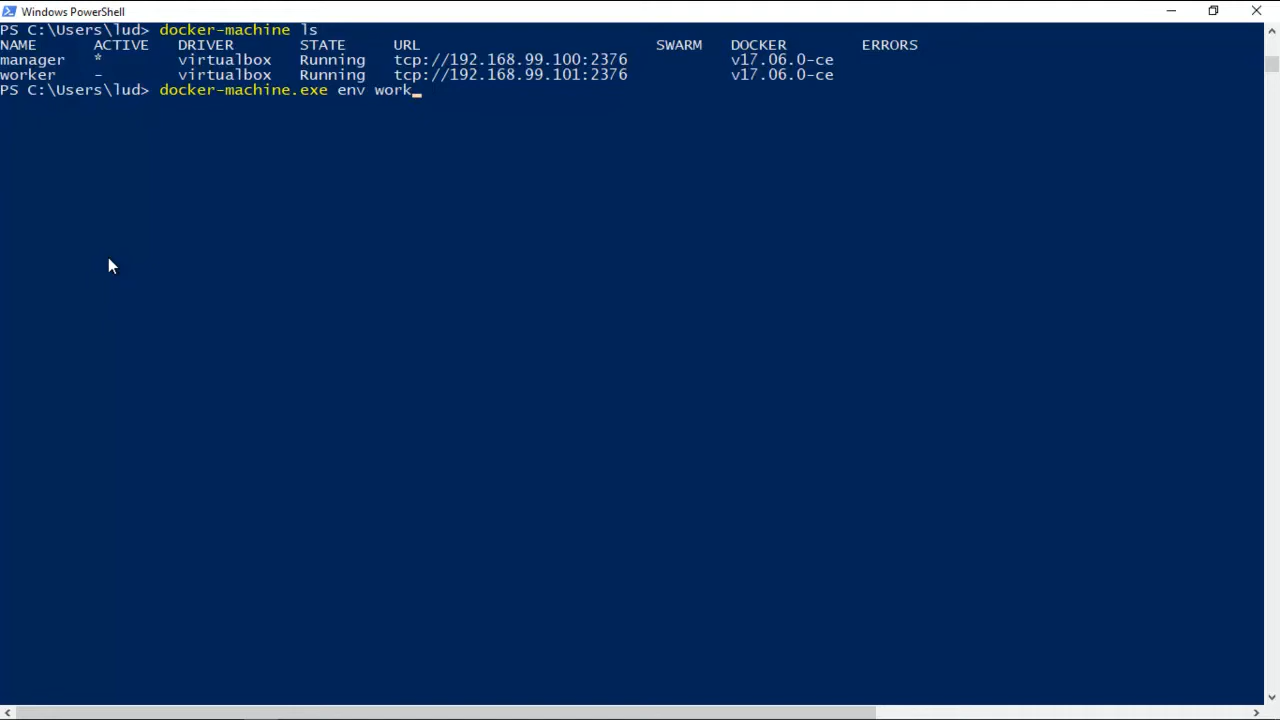 Windows PowerShell
PS C:\Users\lud> docker-machine ls
NAME ACTIVE DRIVER STATE URL SWARM DOCKER ERRORS
manager * virtualbox Running tcp://192.168.99.100:2376 v17.06.0-ce
worker - virtualbox Running tcp://192.168.99.101:2376 v17.06.0-ce
PS C:\Users\lud> docker-machine.exe env work_